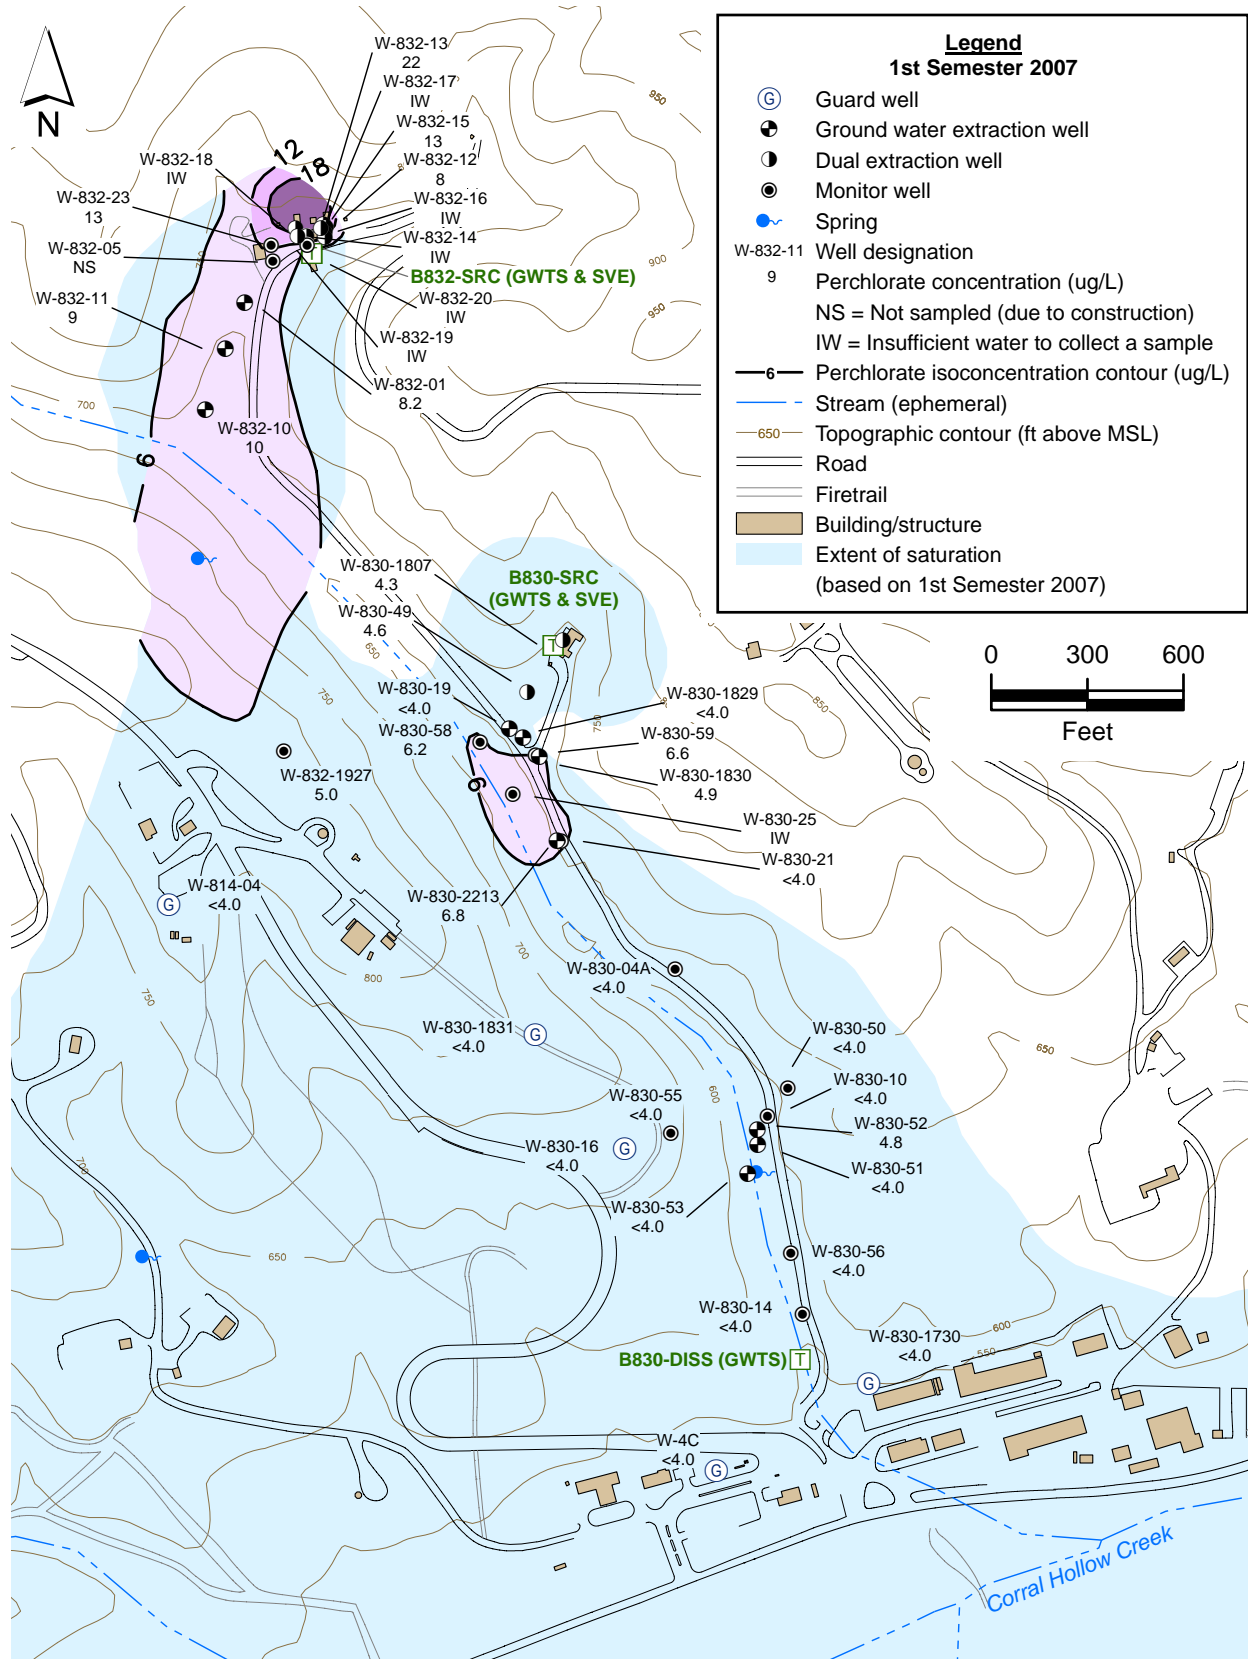 Legend
1st Semester 2007
G Guard well
Ground water extraction well
Dual extraction well
Monitor well
Spring
W-832-11 Well designation
9 Perchlorate concentration (ug/L)
NS = Not sampled (due to construction)
IW = Insufficient water to collect a sample
6 Perchlorate isoconcentration contour (ug/L)
Stream (ephemeral)
650 Topographic contour (ft above MSL)
Road
Firetrail
Building/structure
Extent of saturation
(based on 1st Semester 2007)
0 300 600
Feet
N
W-832-13
22
W-832-17
IW
W-832-15
13
W-832-12
8
W-832-16
IW
W-832-14
IW
B832-SRC (GWTS & SVE)
W-832-20
IW
W-832-19
IW
W-832-01
8.2
W-832-18
IW
W-832-23
13
W-832-05
NS
W-832-11
9
W-832-10
10
12
18
6
T
950
900
950
700
W-830-1807
4.3
W-830-49
4.6
B830-SRC
(GWTS & SVE)
T
650
750
W-830-19
<4.0
W-830-58
6.2
W-830-1829
<4.0
W-830-59
6.6
W-830-1830
4.9
W-830-25
IW
W-830-21
<4.0
W-830-2213
6.8
6
750
850
W-832-1927
5.0
W-814-04
<4.0
G
700
800
750
W-830-04A
<4.0
W-830-1831
<4.0
G
W-830-50
<4.0
W-830-10
<4.0
W-830-52
4.8
W-830-51
<4.0
W-830-55
<4.0
W-830-16
<4.0
G
W-830-53
<4.0
600
650
700
650
W-830-56
<4.0
W-830-14
<4.0
B830-DISS (GWTS) T
W-830-1730
<4.0
G
600
550
W-4C
<4.0
G
Corral Hollow Creek